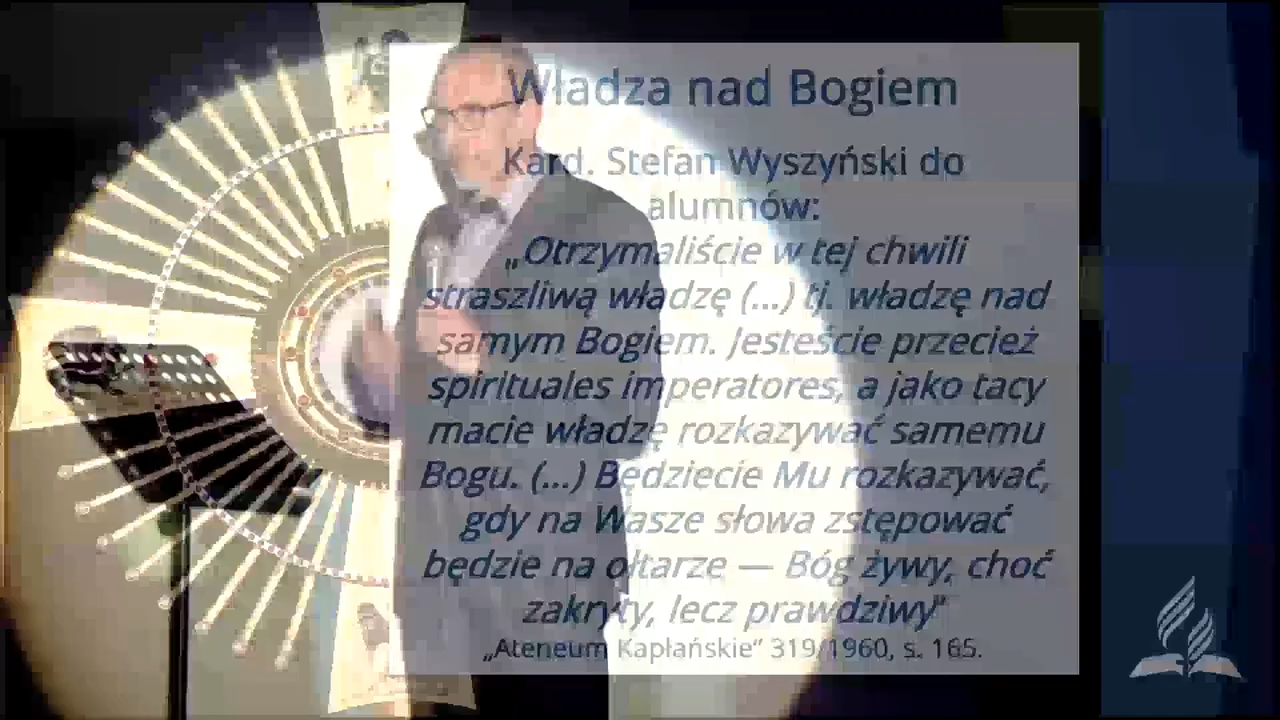 Władza nad Bogiem
Kard. Stefan Wyszyński do
alumnów:
„Otrzymaliście w tej chwili
straszliwą władzę (...) tj. władzę nad
samym Bogiem. Jesteście przecież
spirituales imperatores, a jako tacy
macie władzę rozkazywać samemu
Bogu. (...) Będziecie Mu rozkazywać,
gdy na Wasze słowa zstępować
będzie na ołtarze — Bóg żywy, choć
zakryty, lecz prawdziwy"
„Ateneum Kapłańskie" 319/1960, s. 165.